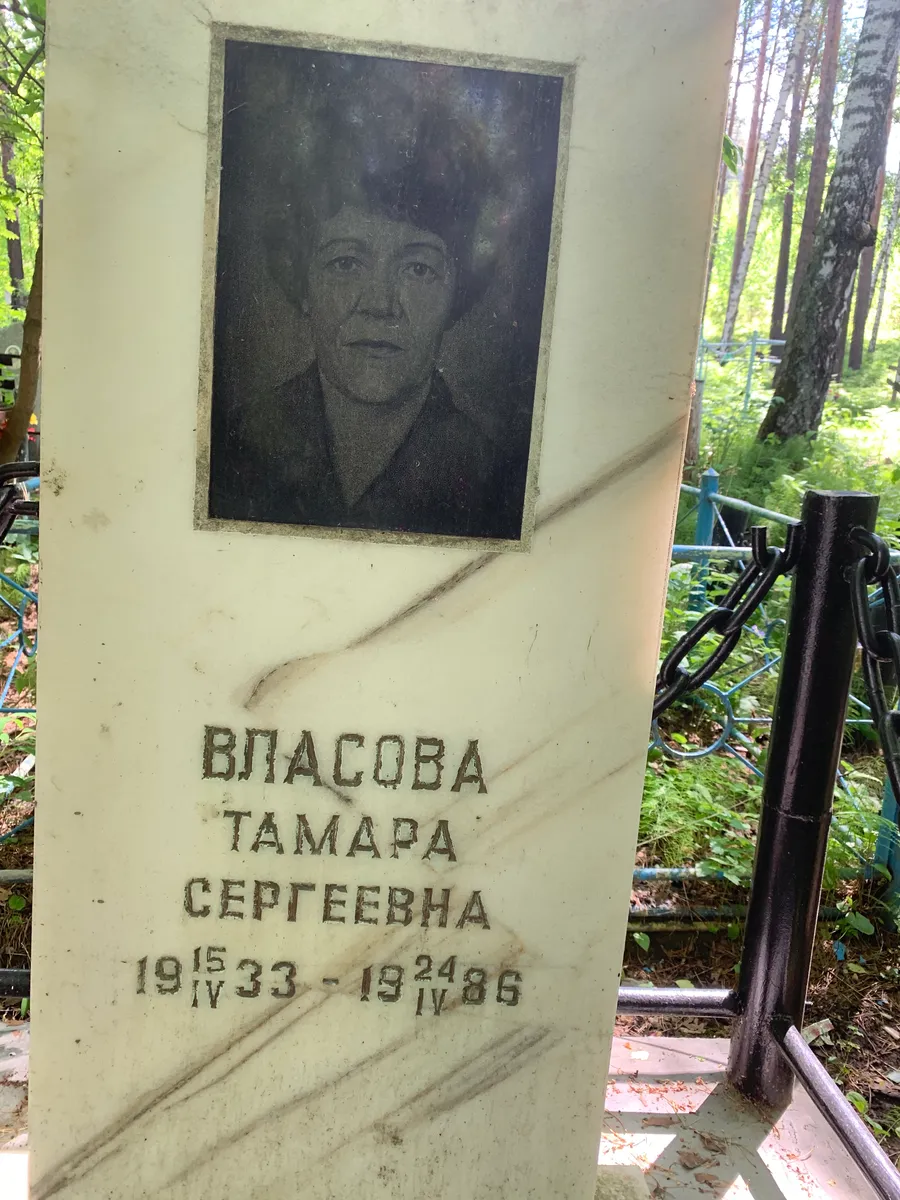 ВЛАСОВА
ТАМАРА
СЕРГЕЕВНА
19 15/IV 33 - 19 24/IV 86